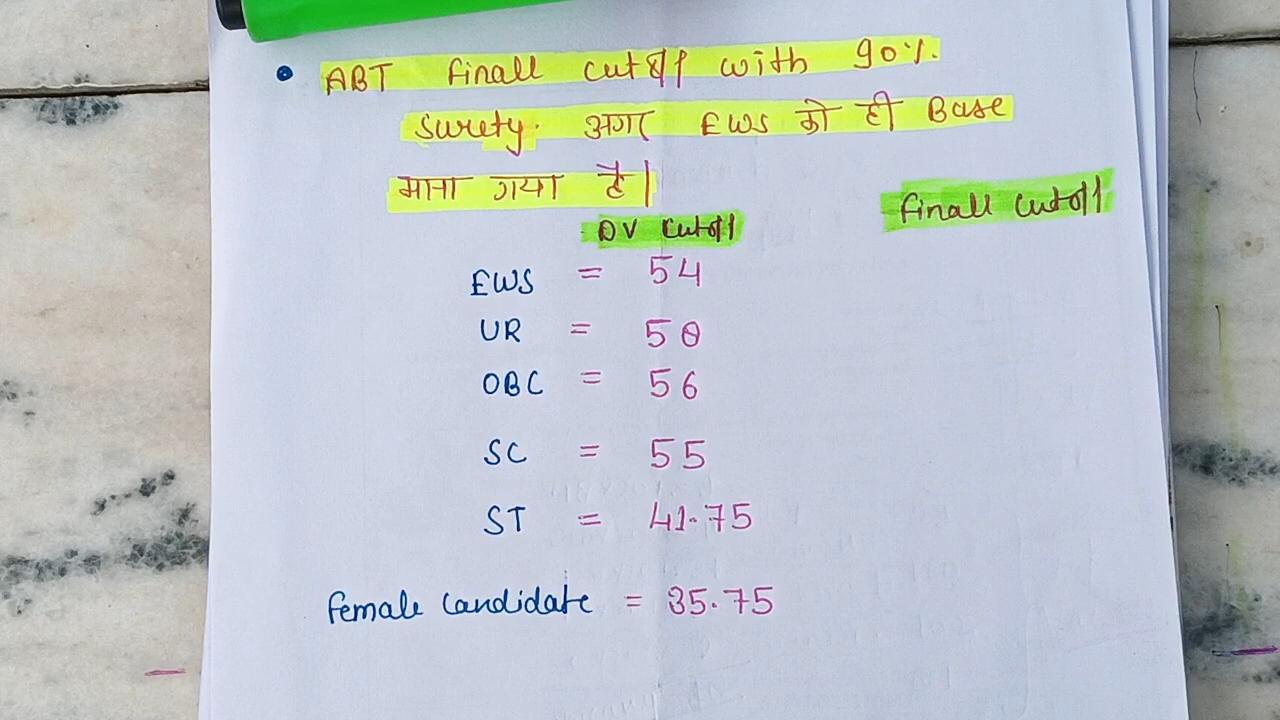 ABT finall cutoff with 90%.
Surety. अगर EWS को ही Base
माना गया है।
finall cutoff
DV cutoff
EWS = 54
UR = 50
OBC = 56
SC = 55
ST = 41.75
female candidate = 35.75